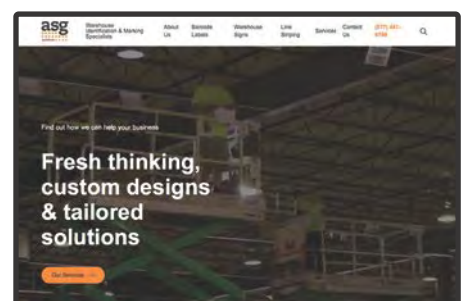 asg
Warehouse
Identification & Marking
Specialists
About
Us
Barcode
Labels
Warehouse
Signs
Line
Striping
Services
Contact
Us
Find out how we can help your business
Fresh thinking,
custom designs
& tailored
solutions
Our Services